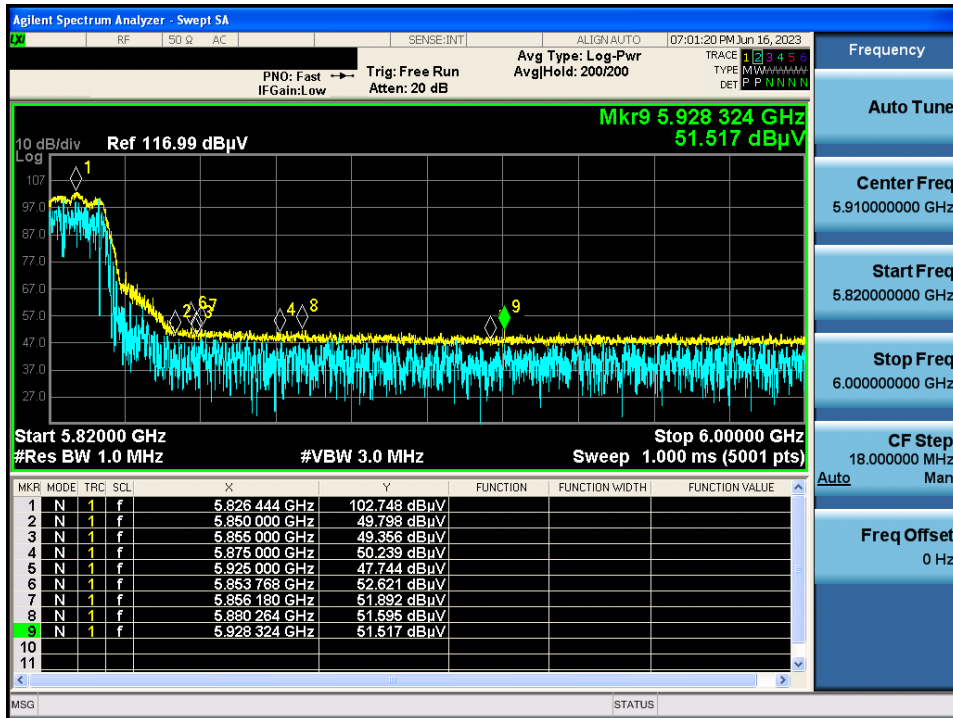 Agilent Spectrum Analyzer - Swept SA
LXI RF 50 Ω AC SENSE:INT ALIGN AUTO 07:01:20 PM Jun 16, 2023
Frequency
PNO: Fast Trig: Free Run Avg Type: Log-Pwr TRACE 1 2 3 4 5 6
IFGain:Low Atten: 20 dB Avg|Hold: 200/200 TYPE M W
DET P P N N N N
Auto Tune
Mkr9 5.928 324 GHz
51.517 dBµV
10 dB/div Ref 116.99 dBµV
Log
107
97.0
87.0
77.0
67.0
57.0
47.0
37.0
27.0
1
2 6 7 3
4 8
9
Center Freq
5.910000000 GHz
Start Freq
5.820000000 GHz
Stop Freq
6.000000000 GHz
Start 5.82000 GHz Stop 6.00000 GHz
#Res BW 1.0 MHz #VBW 3.0 MHz Sweep 1.000 ms (5001 pts)
CF Step
18.000000 MHz
Auto Man
Freq Offset
0 Hz
MKR MODE TRC SCL X Y FUNCTION FUNCTION WIDTH FUNCTION VALUE
1 N 1 f 5.826 444 GHz 102.748 dBµV
2 N 1 f 5.850 000 GHz 49.798 dBµV
3 N 1 f 5.855 000 GHz 49.356 dBµV
4 N 1 f 5.875 000 GHz 50.239 dBµV
5 N 1 f 5.925 000 GHz 47.744 dBµV
6 N 1 f 5.853 768 GHz 52.621 dBµV
7 N 1 f 5.856 180 GHz 51.892 dBµV
8 N 1 f 5.880 264 GHz 51.595 dBµV
9 N 1 f 5.928 324 GHz 51.517 dBµV
10
11
MSG STATUS